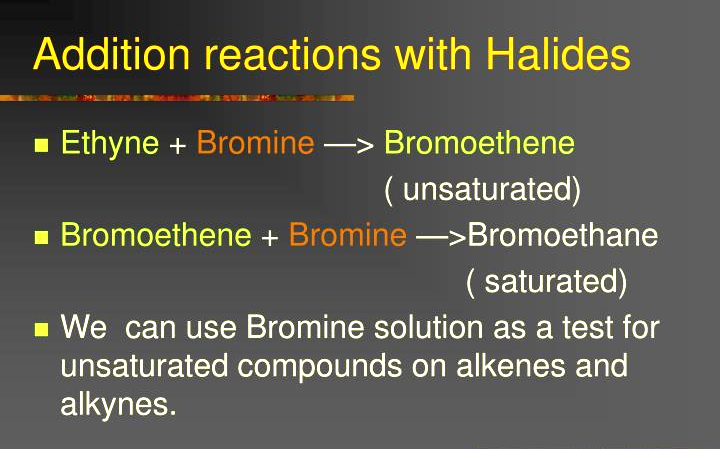 Addition reactions with Halides
Ethyne + Bromine —> Bromoethene
( unsaturated)
Bromoethene + Bromine —>Bromoethane
( saturated)
We can use Bromine solution as a test for
unsaturated compounds on alkenes and
alkynes.